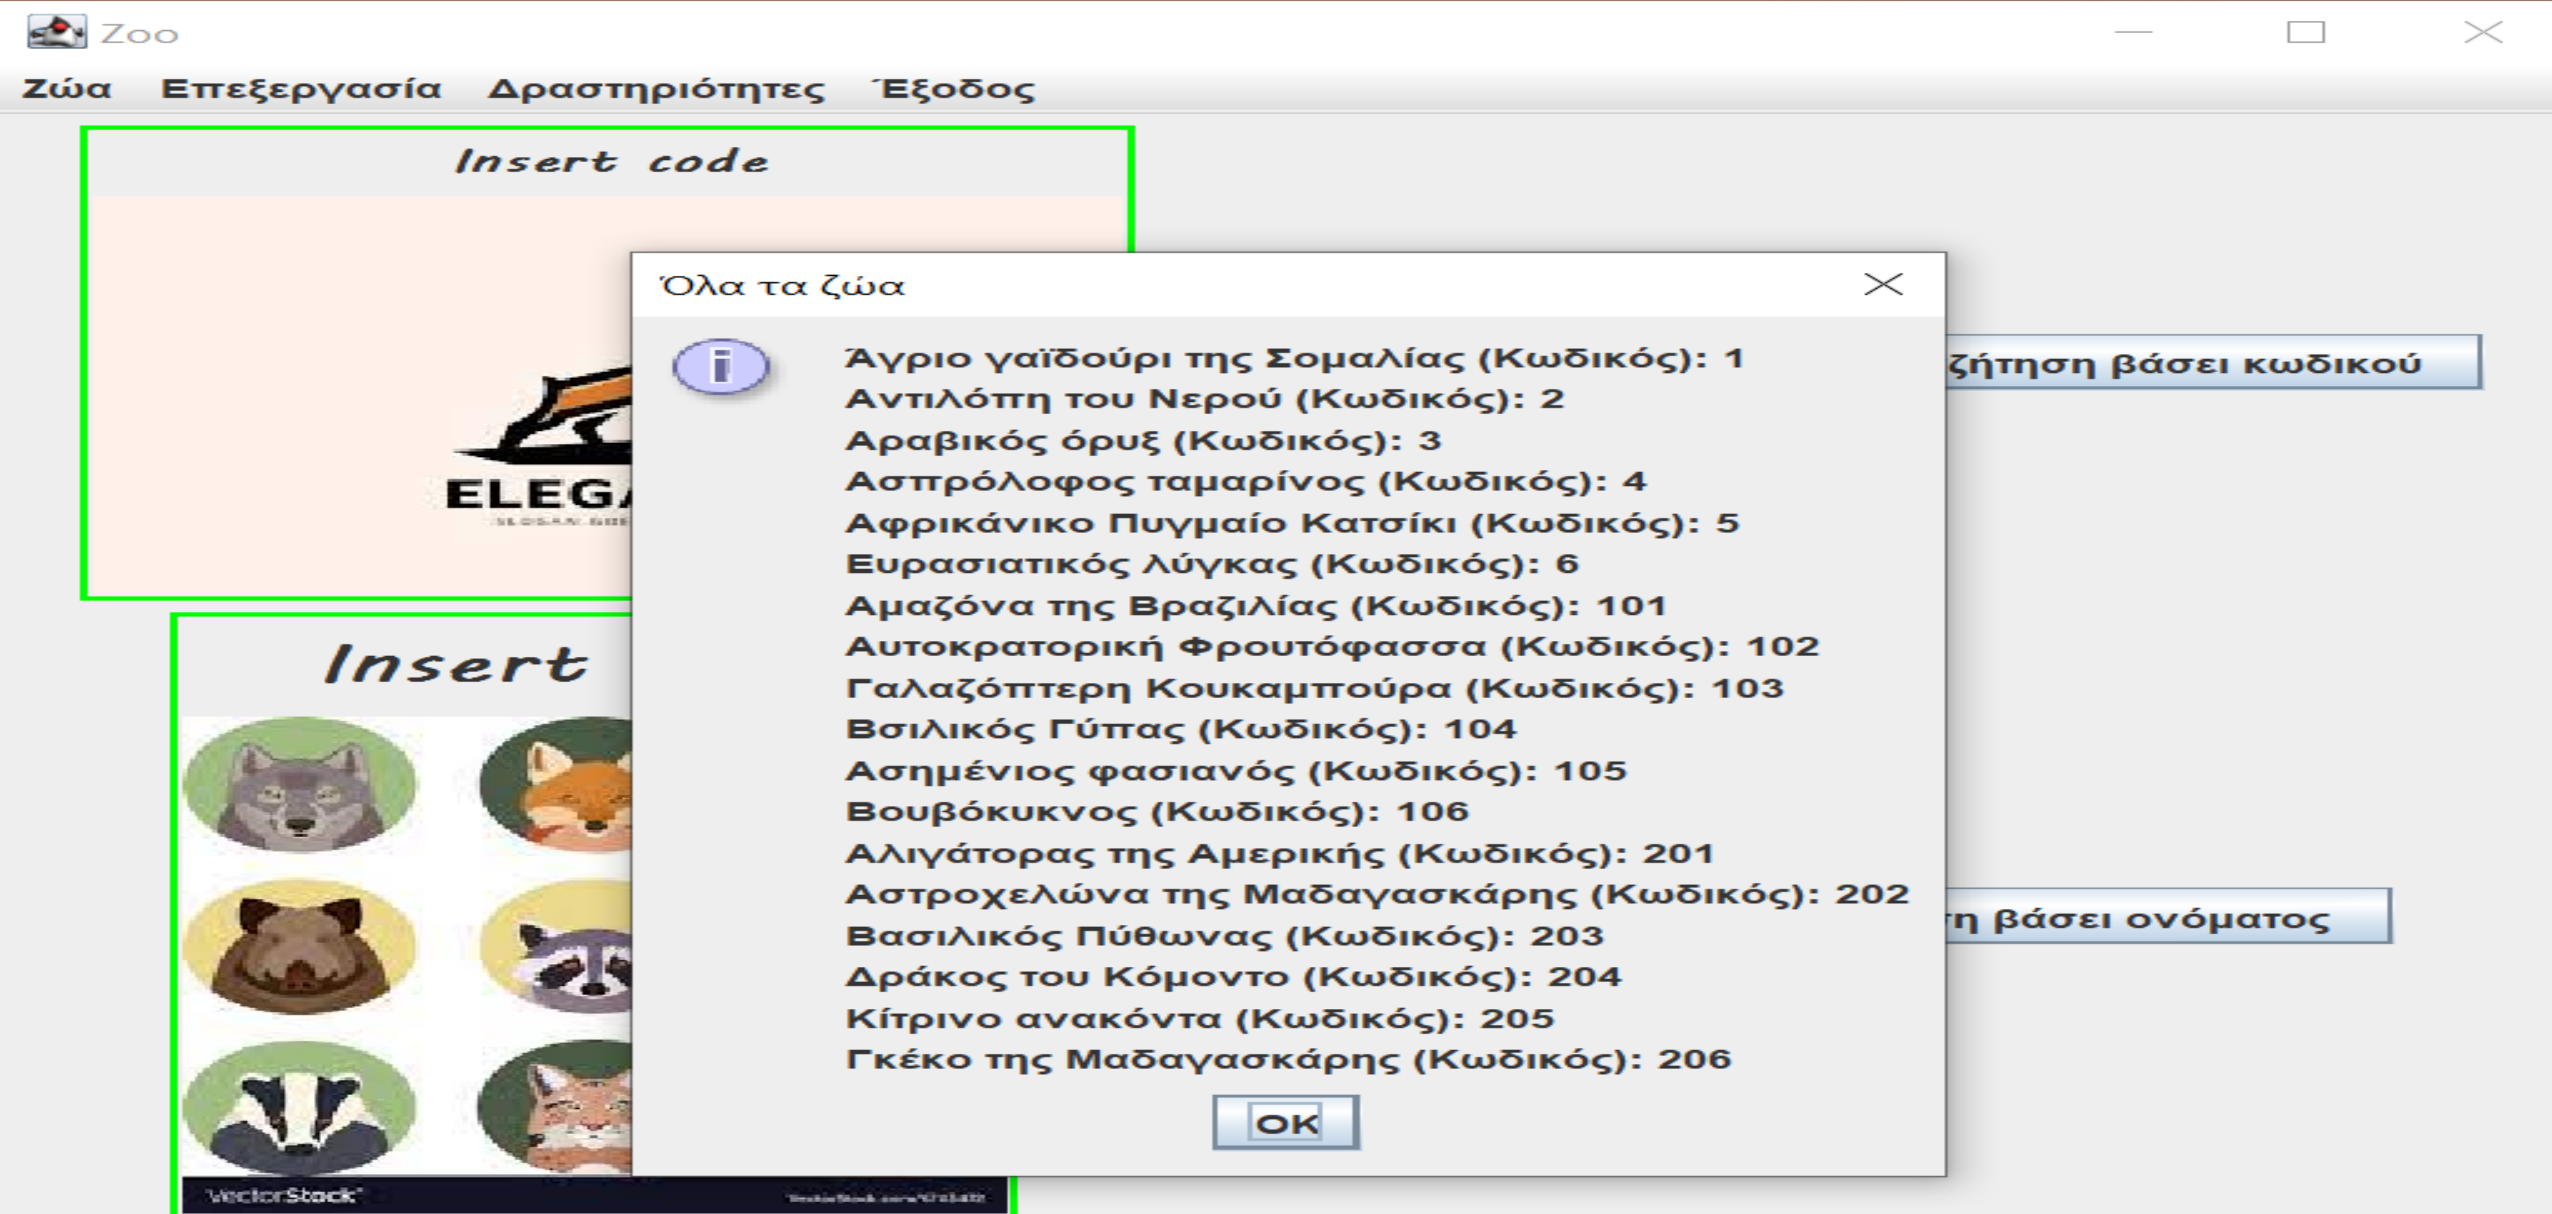 Zoo
Ζώα Επεξεργασία Δραστηριότητες Έξοδος
Insert code
ELEG
Όλα τα ζώα
Άγριο γαϊδούρι της Σομαλίας (Κωδικός): 1
Αντιλόπη του Νερού (Κωδικός): 2
Αραβικός όρυξ (Κωδικός): 3
Ασπρόλοφος ταμαρίνος (Κωδικός): 4
Αφρικάνικο Πυγμαίο Κατσίκι (Κωδικός): 5
Ευρασιατικός λύγκας (Κωδικός): 6
Αμαζόνα της Βραζιλίας (Κωδικός): 101
Αυτοκρατορική Φρουτόφασσα (Κωδικός): 102
Γαλαζόπτερη Κουκαμπούρα (Κωδικός): 103
Βσιλικός Γύπας (Κωδικός): 104
Ασημένιος φασιανός (Κωδικός): 105
Βουβόκυκνος (Κωδικός): 106
Αλιγάτορας της Αμερικής (Κωδικός): 201
Αστροχελώνα της Μαδαγασκάρης (Κωδικός): 202
Βασιλικός Πύθωνας (Κωδικός): 203
Δράκος του Κόμοντο (Κωδικός): 204
Κίτρινο ανακόντα (Κωδικός): 205
Γκέκο της Μαδαγασκάρης (Κωδικός): 206
OK
ζήτηση βάσει κωδικού
Insert
η βάσει ονόματος
VectorStock